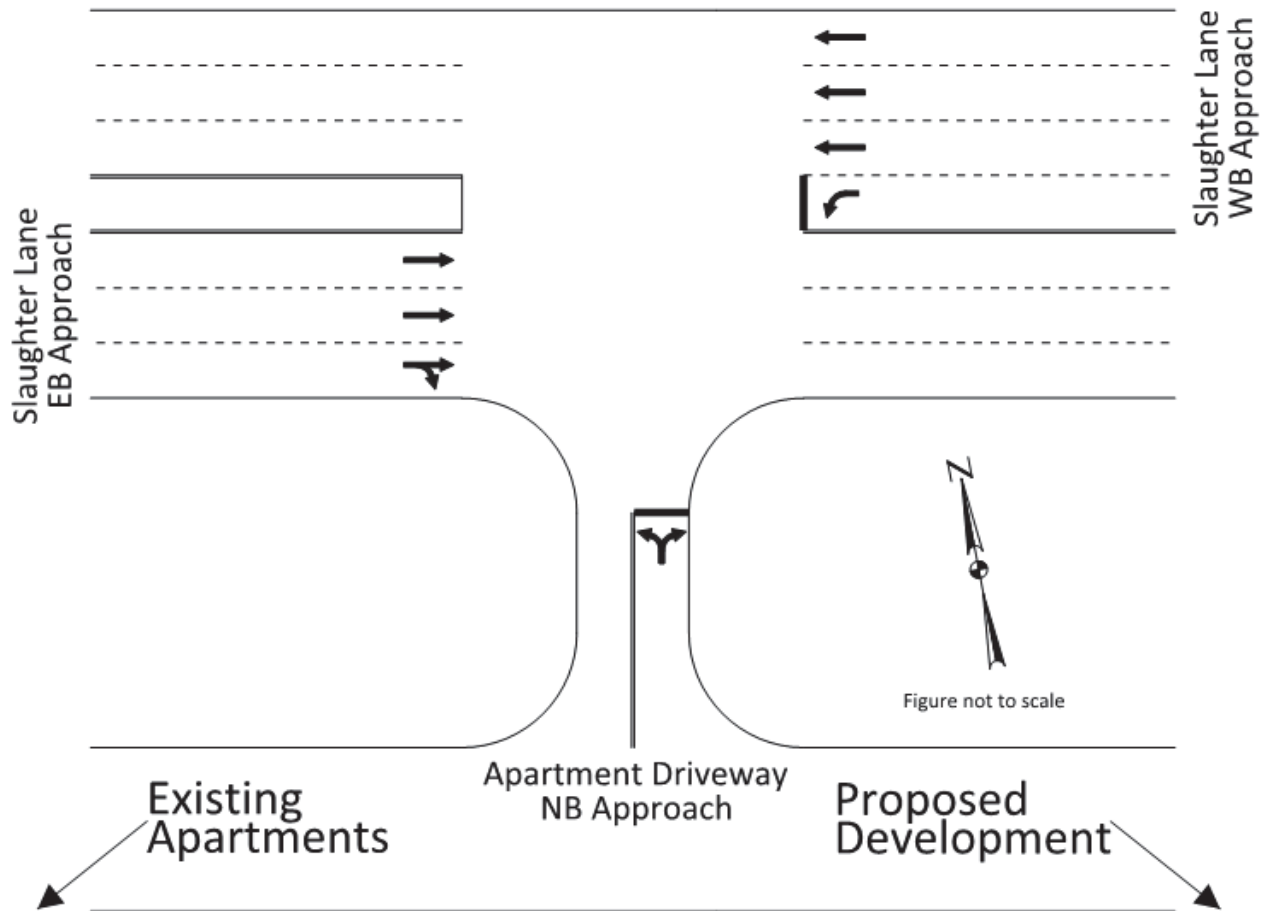 Slaughter Lane
WB Approach
Slaughter Lane
EB Approach
N
Figure not to scale
Apartment Driveway
NB Approach
Existing
Apartments
Proposed
Development